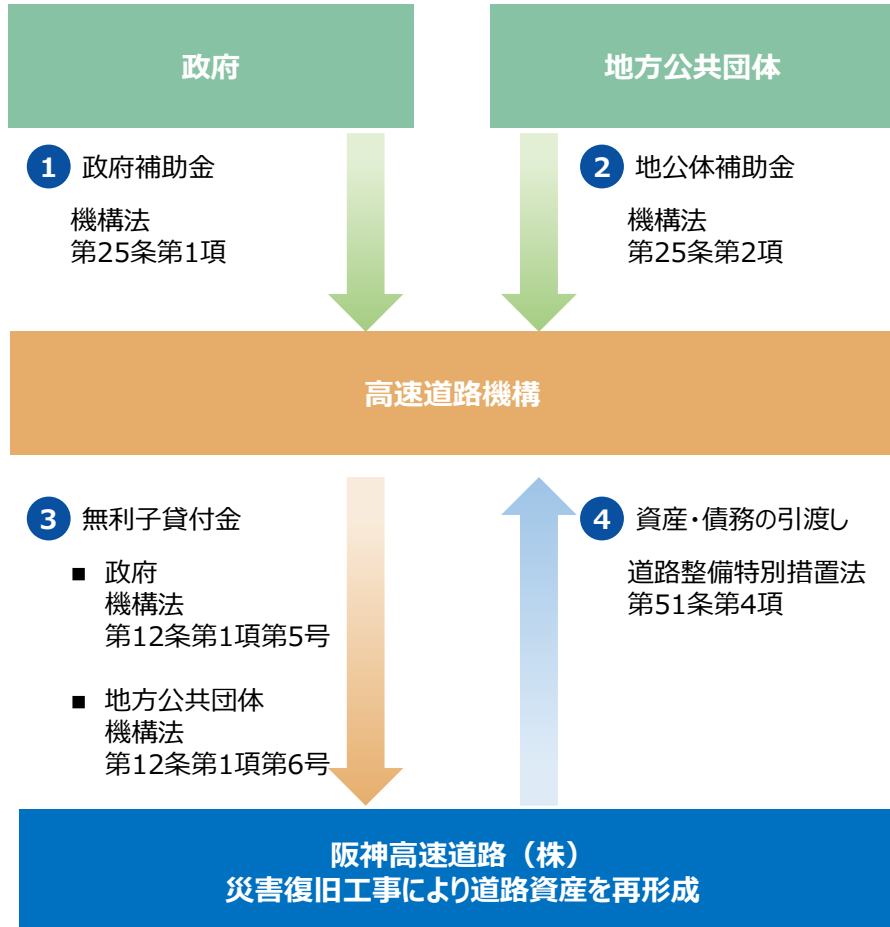 政府
地方公共団体
1 政府補助金
機構法
第25条第1項
2 地公体補助金
機構法
第25条第2項
高速道路機構
3 無利子貸付金
■ 政府
機構法
第12条第1項第5号
■ 地方公共団体
機構法
第12条第1項第6号
4 資産・債務の引渡し
道路整備特別措置法
第51条第4項
阪神高速道路（株）
災害復旧工事により道路資産を再形成